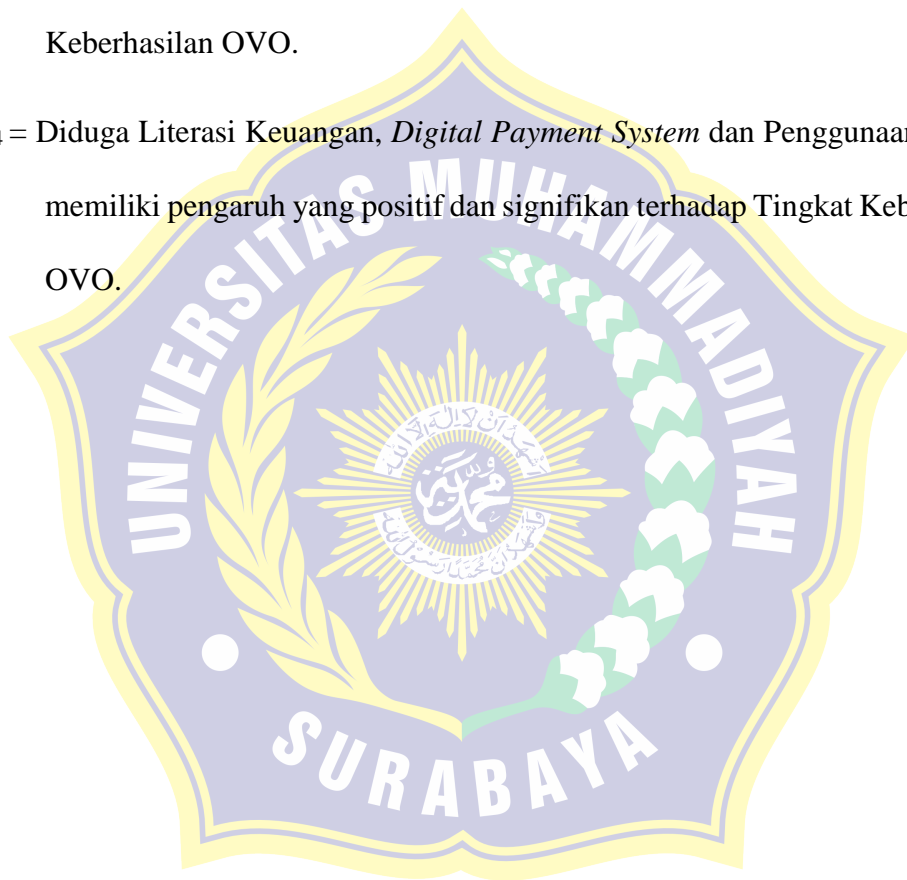 Keberhasilan OVO.
= Diduga Literasi Keuangan, Digital Payment System dan Penggunaan
memiliki pengaruh yang positif dan signifikan terhadap Tingkat Keb
OVO.
UNIVERSITAS MUHAMMADIYAH
SURABAYA